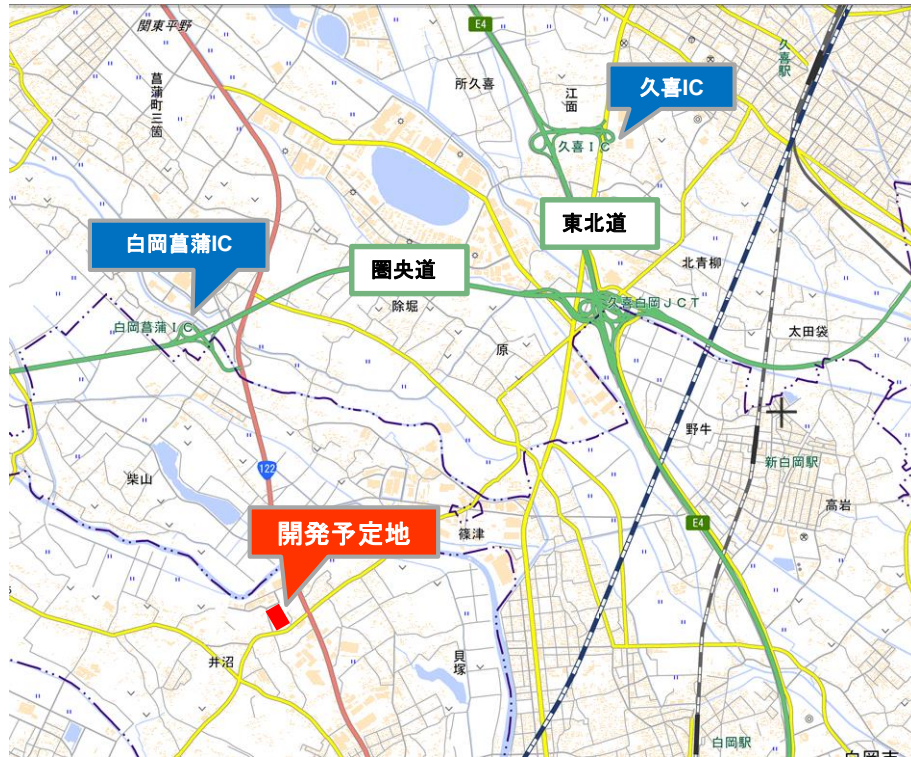 関東平野
E4
久喜駅
所久喜
江面
久喜IC
菖蒲町三箇
久喜IC
東北道
白岡菖蒲IC
圏央道
北青柳
除堀
久喜白岡JCT
白岡菖蒲IC
太田袋
原
野牛
新白岡駅
柴山
122
高岩
開発予定地
篠津
E4
井沼
貝塚
白岡駅
白岡市